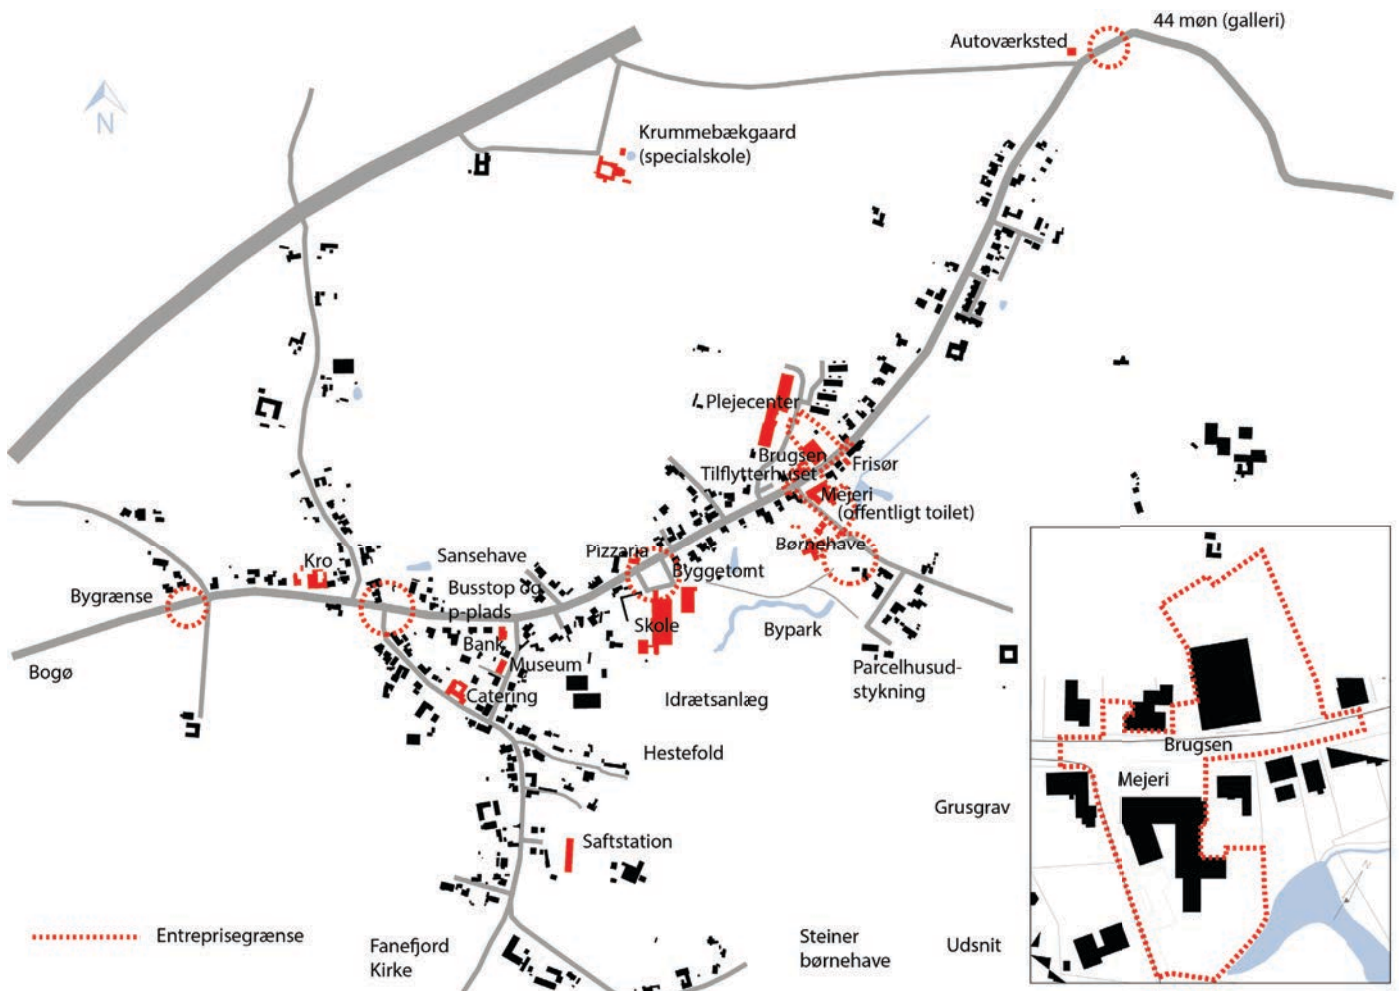 44 møn (galleri)
Autoværksted
N
Krummebækgaard
(specialskole)
Plejecenter
Brugsen
Frisør
Tilflytterhuset
Mejeri
(offentligt toilet)
Børnehave
Pizzaria
Byggetomt
Kro
Sansehave
Busstop og
p-plads
Bygrænse
Bogø
Bank
Museum
Catering
Skole
Bypark
Parcelhusud-
stykning
Idrætsanlæg
Hestefold
Grusgrav
Saftstation
Brugsen
Mejeri
N
Entreprisegrænse
Fanefjord
Kirke
Steiner
børnehave
Udsnit